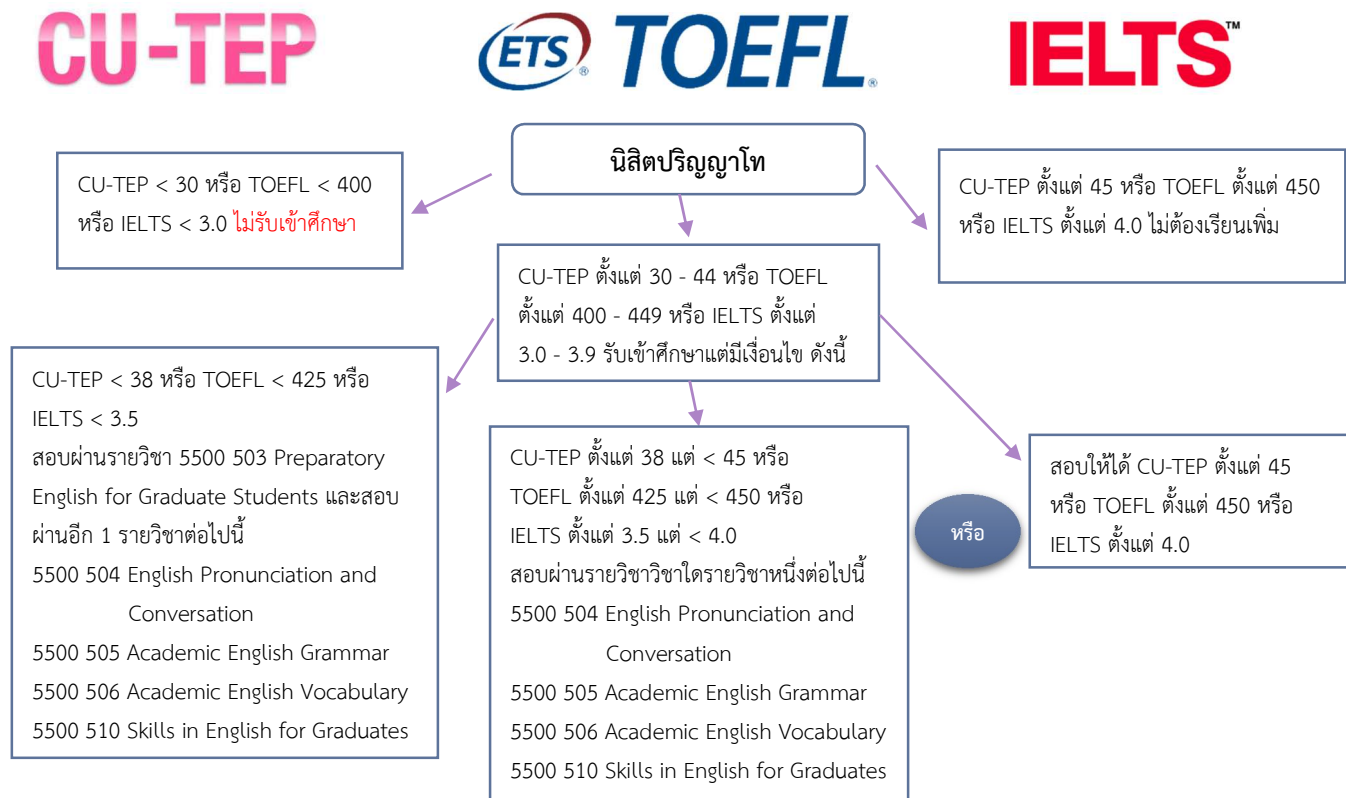 CU-TEP
ETS® TOEFL®
IELTS™
นิสิตปริญญาโท
CU-TEP < 30 หรือ TOEFL < 400
หรือ IELTS < 3.0 ไม่รับเข้าศึกษา
CU-TEP ตั้งแต่ 45 หรือ TOEFL ตั้งแต่ 450
หรือ IELTS ตั้งแต่ 4.0 ไม่ต้องเรียนเพิ่ม
CU-TEP ตั้งแต่ 30 - 44 หรือ TOEFL
ตั้งแต่ 400 - 449 หรือ IELTS ตั้งแต่
3.0 - 3.9 รับเข้าศึกษาแต่มีเงื่อนไข ดังนี้
CU-TEP < 38 หรือ TOEFL < 425 หรือ
IELTS < 3.5
สอบผ่านรายวิชา 5500 503 Preparatory
English for Graduate Students และสอบ
ผ่านอีก 1 รายวิชาต่อไปนี้
5500 504 English Pronunciation and
Conversation
5500 505 Academic English Grammar
5500 506 Academic English Vocabulary
5500 510 Skills in English for Graduates
CU-TEP ตั้งแต่ 38 แต่ < 45 หรือ
TOEFL ตั้งแต่ 425 แต่ < 450 หรือ
IELTS ตั้งแต่ 3.5 แต่ < 4.0
สอบผ่านรายวิชาวิชาใดรายวิชาหนึ่งต่อไปนี้
5500 504 English Pronunciation and
Conversation
5500 505 Academic English Grammar
5500 506 Academic English Vocabulary
5500 510 Skills in English for Graduates
หรือ
สอบให้ได้ CU-TEP ตั้งแต่ 45
หรือ TOEFL ตั้งแต่ 450 หรือ
IELTS ตั้งแต่ 4.0